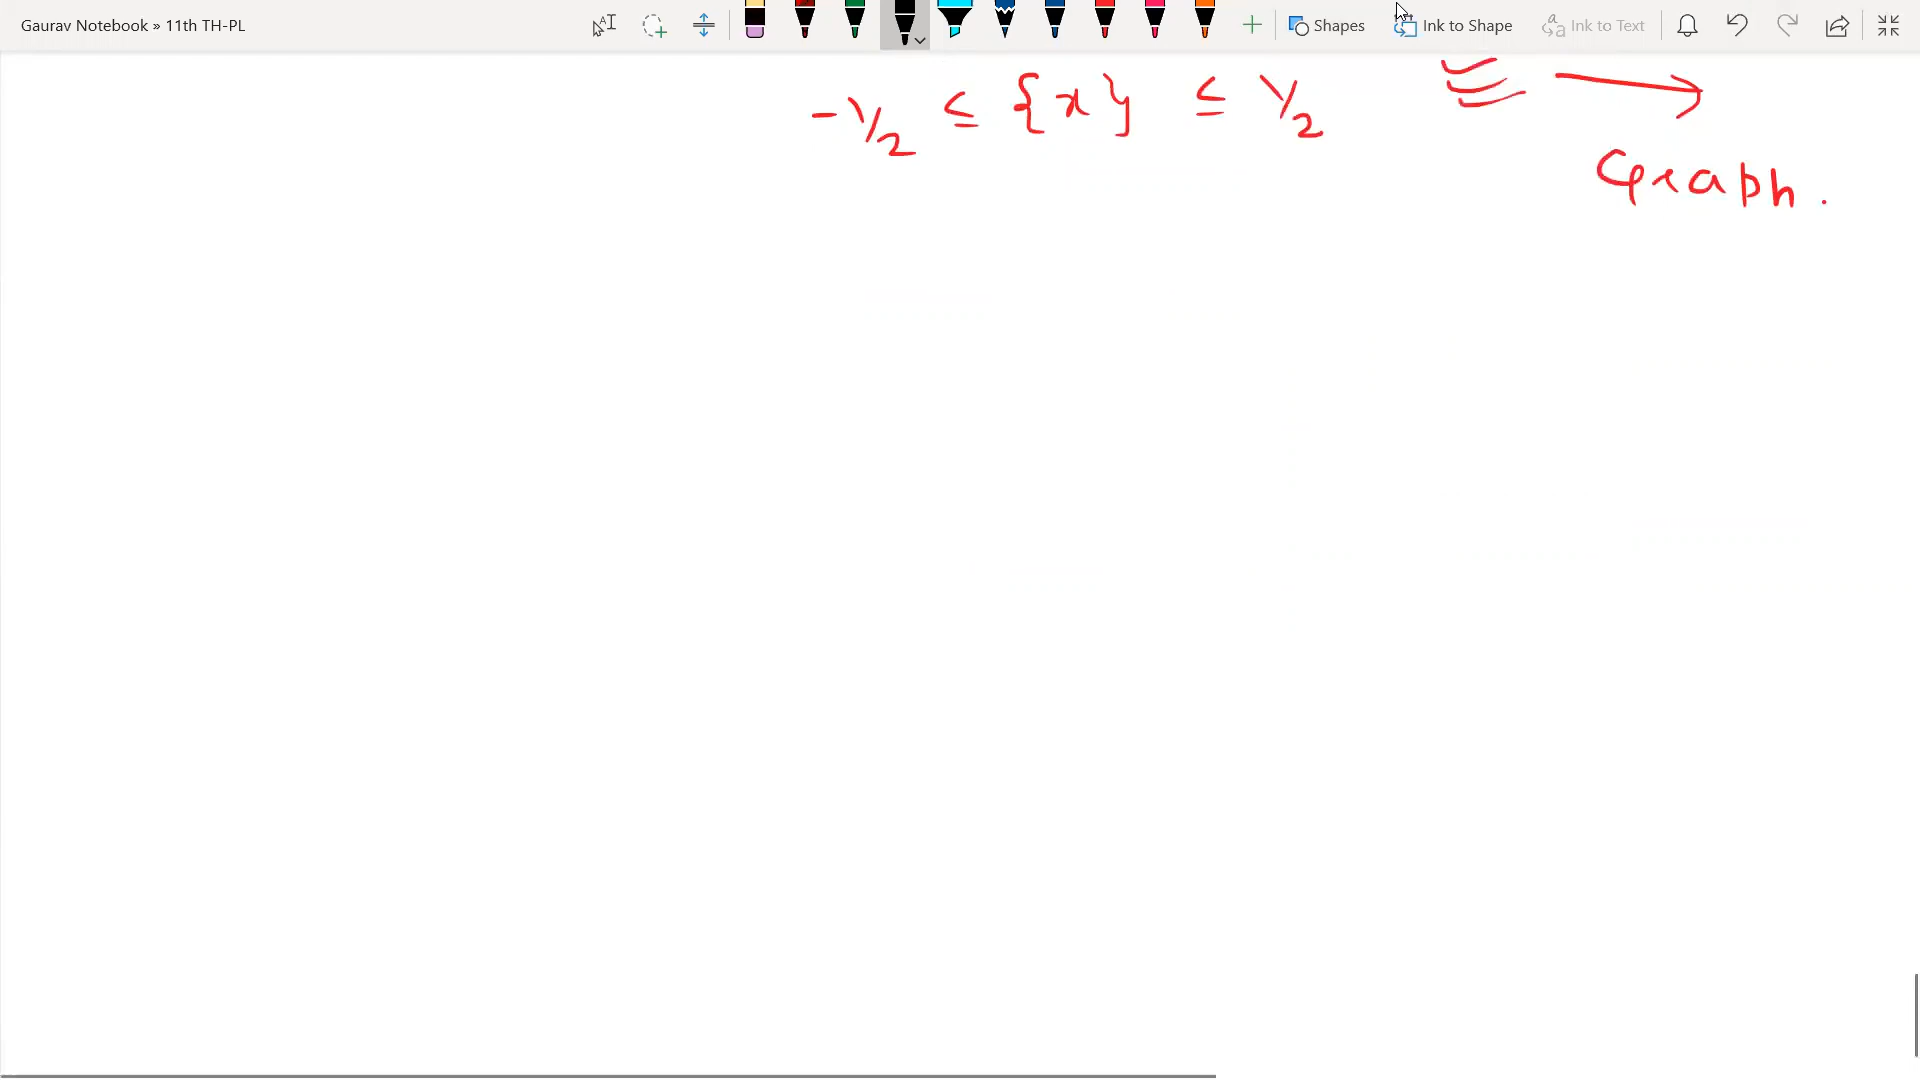 Gaurav Notebook » 11th TH-PL
Shapes
Ink to Shape
Ink to Text
-1/2 ≤ {x} ≤ 1/2
Graph.